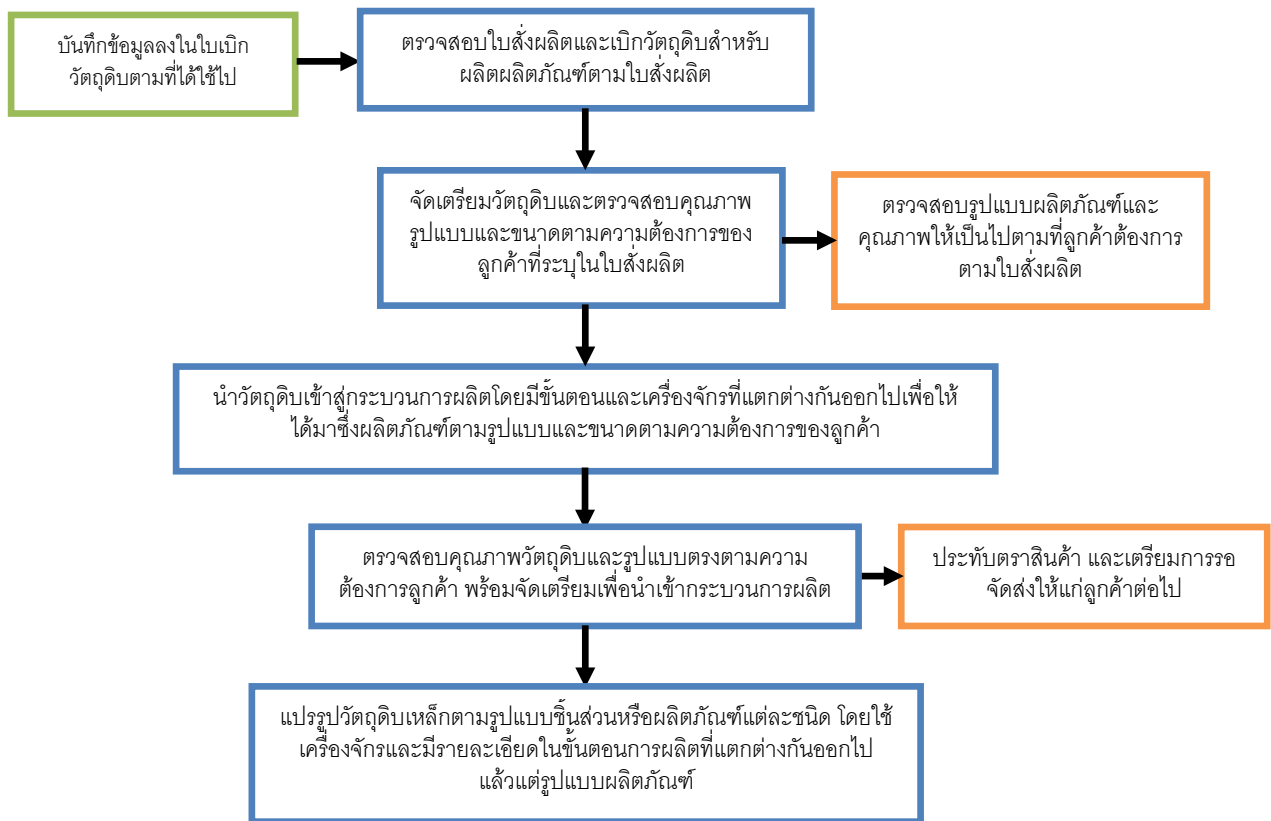 บันทึกข้อมูลลงในใบเบิก
วัตถุดิบตามที่ได้ใช้ไป
ตรวจสอบใบสั่งผลิตและเบิกวัตถุดิบสำหรับ
ผลิตผลิตภัณฑ์ตามใบสั่งผลิต
จัดเตรียมวัตถุดิบและตรวจสอบคุณภาพ
รูปแบบและขนาดตามความต้องการของ
ลูกค้าที่ระบุในใบสั่งผลิต
ตรวจสอบรูปแบบผลิตภัณฑ์และ
คุณภาพให้เป็นไปตามที่ลูกค้าต้องการ
ตามใบสั่งผลิต
นำวัตถุดิบเข้าสู่กระบวนการผลิตโดยมีขั้นตอนและเครื่องจักรที่แตกต่างกันออกไปเพื่อให้
ได้มาซึ่งผลิตภัณฑ์ตามรูปแบบและขนาดตามความต้องการของลูกค้า
ตรวจสอบคุณภาพวัตถุดิบและรูปแบบตรงตามความ
ต้องการลูกค้า พร้อมจัดเตรียมเพื่อนำเข้ากระบวนการผลิต
ประทับตราสินค้า และเตรียมการรอ
จัดส่งให้แก่ลูกค้าต่อไป
แปรรูปวัตถุดิบเหล็กตามรูปแบบชิ้นส่วนหรือผลิตภัณฑ์แต่ละชนิด โดยใช้
เครื่องจักรและมีรายละเอียดในขั้นตอนการผลิตที่แตกต่างกันออกไป
แล้วแต่รูปแบบผลิตภัณฑ์